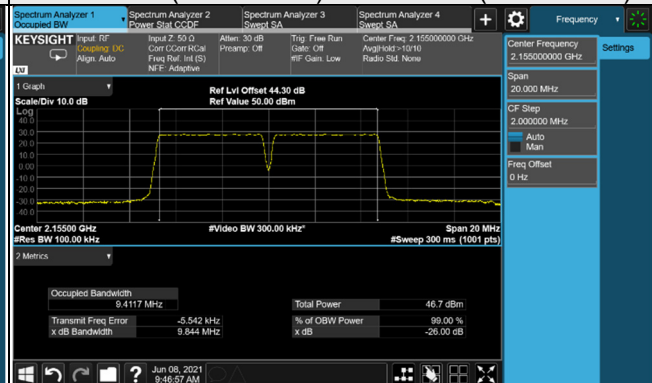 Spectrum Analyzer 1
Occupied BW
Spectrum Analyzer 2
Power Stat CCDF
Spectrum Analyzer 3
Swept SA
Spectrum Analyzer 4
Swept SA
+
Frequency
KEYSIGHT
Input: RF
Coupling: DC
Align: Auto
LXI
Input Z: 50 Ω
Corr CCorr RCal
Freq Ref: Int (S)
NFE: Adaptive
Atten: 30 dB
Preamp: Off
Trig: Free Run
Gate: Off
#IF Gain: Low
Center Freq: 2.155000000 GHz
Avg|Hold:>10/10
Radio Std: None
Center Frequency
2.155000000 GHz
Settings
Span
20.000 MHz
CF Step
2.000000 MHz
Auto
Man
Freq Offset
0 Hz
1 Graph
Scale/Div 10.0 dB
Ref Lvl Offset 44.30 dB
Ref Value 50.00 dBm
Log
40.0
30.0
20.0
10.0
0.00
-10.0
-20.0
-30.0
-40.0
Center 2.15500 GHz
#Res BW 100.00 kHz
#Video BW 300.00 kHz*
Span 20 MHz
#Sweep 300 ms (1001 pts)
2 Metrics
Occupied Bandwidth
9.4117 MHz
Total Power 46.7 dBm
Transmit Freq Error -5.542 kHz
% of OBW Power 99.00 %
x dB Bandwidth 9.844 MHz
x dB -26.00 dB
?
Jun 08, 2021
9:46:57 AM